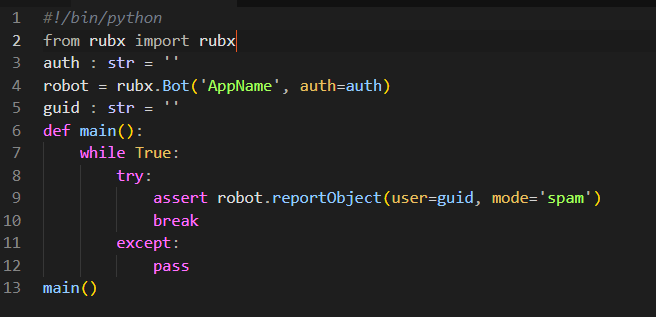 1 #!/bin/python
2 from rubx import rubx
3 auth : str = ''
4 robot = rubx.Bot('AppName', auth=auth)
5 guid : str = ''
6 def main():
7     while True:
8         try:
9             assert robot.reportObject(user=guid, mode='spam')
10             break
11         except:
12             pass
13 main()